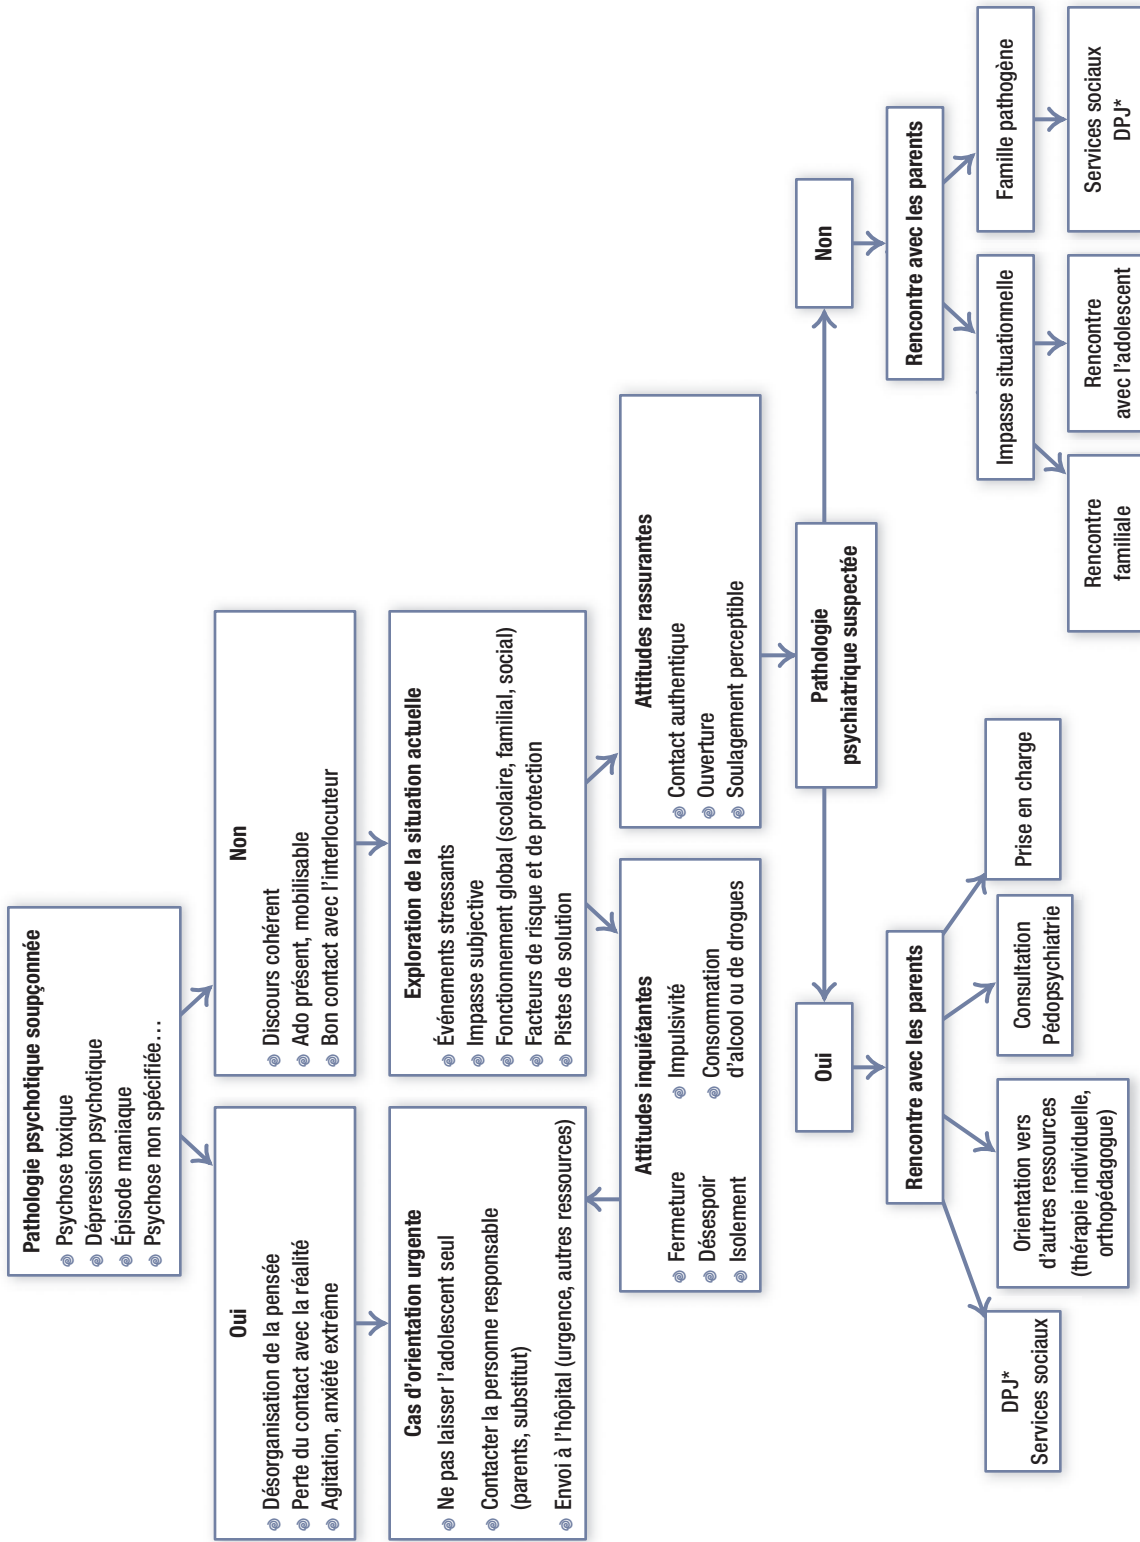 Pathologie psychotique soupçonnée
Psychose toxique
Dépression psychotique
Épisode maniaque
Psychose non spécifiée…
Oui
Désorganisation de la pensée
Perte du contact avec la réalité
Agitation, anxiété extrême
Non
Discours cohérent
Ado présent, mobilisable
Bon contact avec l'interlocuteur
Cas d'orientation urgente
Ne pas laisser l'adolescent seul
Contacter la personne responsable
(parents, substitut)
Envoi à l'hôpital (urgence, autres ressources)
Exploration de la situation actuelle
Événements stressants
Impasse subjective
Fonctionnement global (scolaire, familial, social)
Facteurs de risque et de protection
Pistes de solution
Attitudes inquiétantes
Fermeture
Désespoir
Isolement
Impulsivité
Consommation
d'alcool ou de drogues
Attitudes rassurantes
Contact authentique
Ouverture
Soulagement perceptible
Pathologie
psychiatrique suspectée
Oui
Non
Rencontre avec les parents
Rencontre avec les parents
DPJ*
Services sociaux
Orientation vers
d'autres ressources
(thérapie individuelle,
orthopédagogue)
Consultation
Pédopsychiatrie
Prise en charge
Impasse situationnelle
Famille pathogène
Rencontre
familiale
Rencontre
avec l'adolescent
Services sociaux
DPJ*